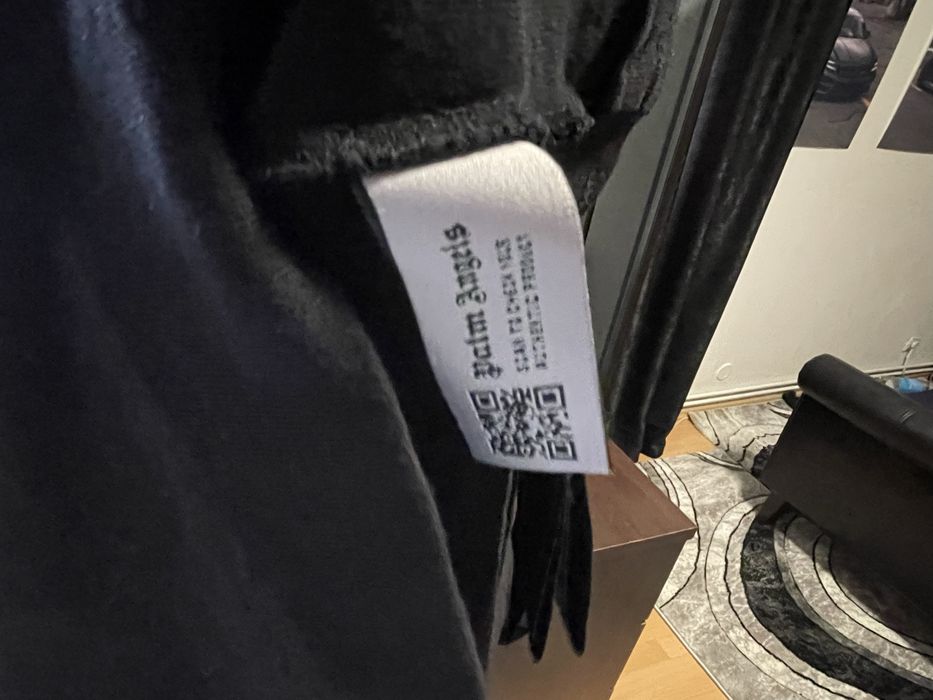 Palm Angels
SCAN TO CHECK YOUR
AUTHENTIC PRODUCT